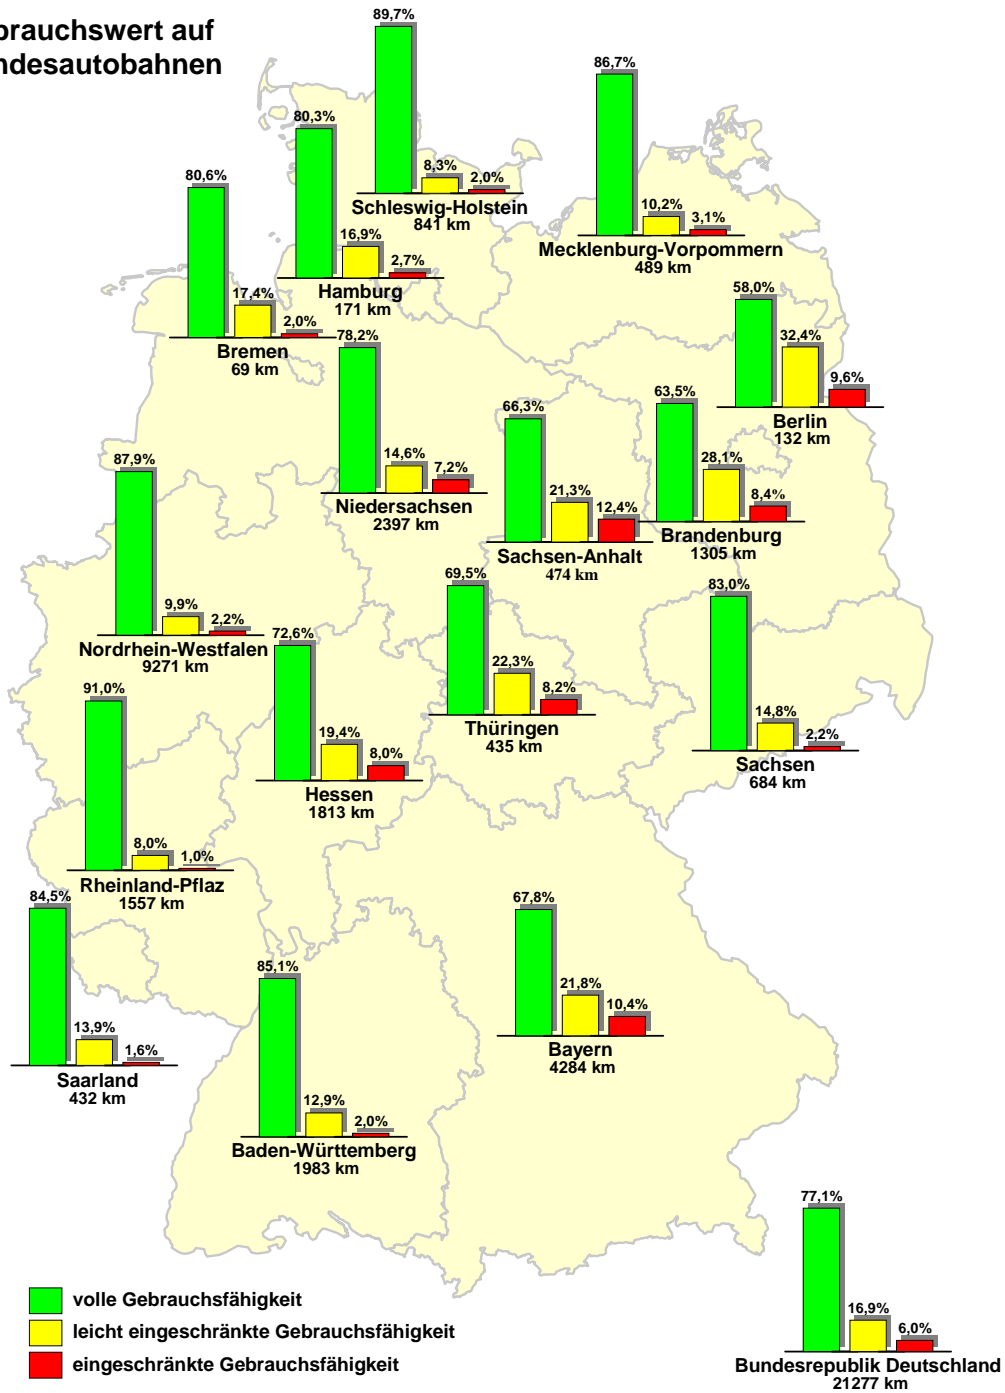 brauchswert auf
ndesautobahnen
89,7%
8,3%
2,0%
Schleswig-Holstein
841 km
86,7%
10,2%
3,1%
Mecklenburg-Vorpommern
489 km
80,3%
16,9%
2,7%
Hamburg
171 km
80,6%
17,4%
2,0%
Bremen
69 km
58,0%
32,4%
9,6%
Berlin
132 km
78,2%
14,6%
7,2%
Niedersachsen
2397 km
66,3%
21,3%
12,4%
Sachsen-Anhalt
474 km
63,5%
28,1%
8,4%
Brandenburg
1305 km
87,9%
9,9%
2,2%
Nordrhein-Westfalen
9271 km
72,6%
19,4%
8,0%
Hessen
1813 km
69,5%
22,3%
8,2%
Thüringen
435 km
83,0%
14,8%
2,2%
Sachsen
684 km
91,0%
8,0%
1,0%
Rheinland-Pflaz
1557 km
84,5%
13,9%
1,6%
Saarland
432 km
85,1%
12,9%
2,0%
Baden-Württemberg
1983 km
67,8%
21,8%
10,4%
Bayern
4284 km
77,1%
16,9%
6,0%
Bundesrepublik Deutschland
21277 km
volle Gebrauchsfähigkeit
leicht eingeschränkte Gebrauchsfähigkeit
eingeschränkte Gebrauchsfähigkeit